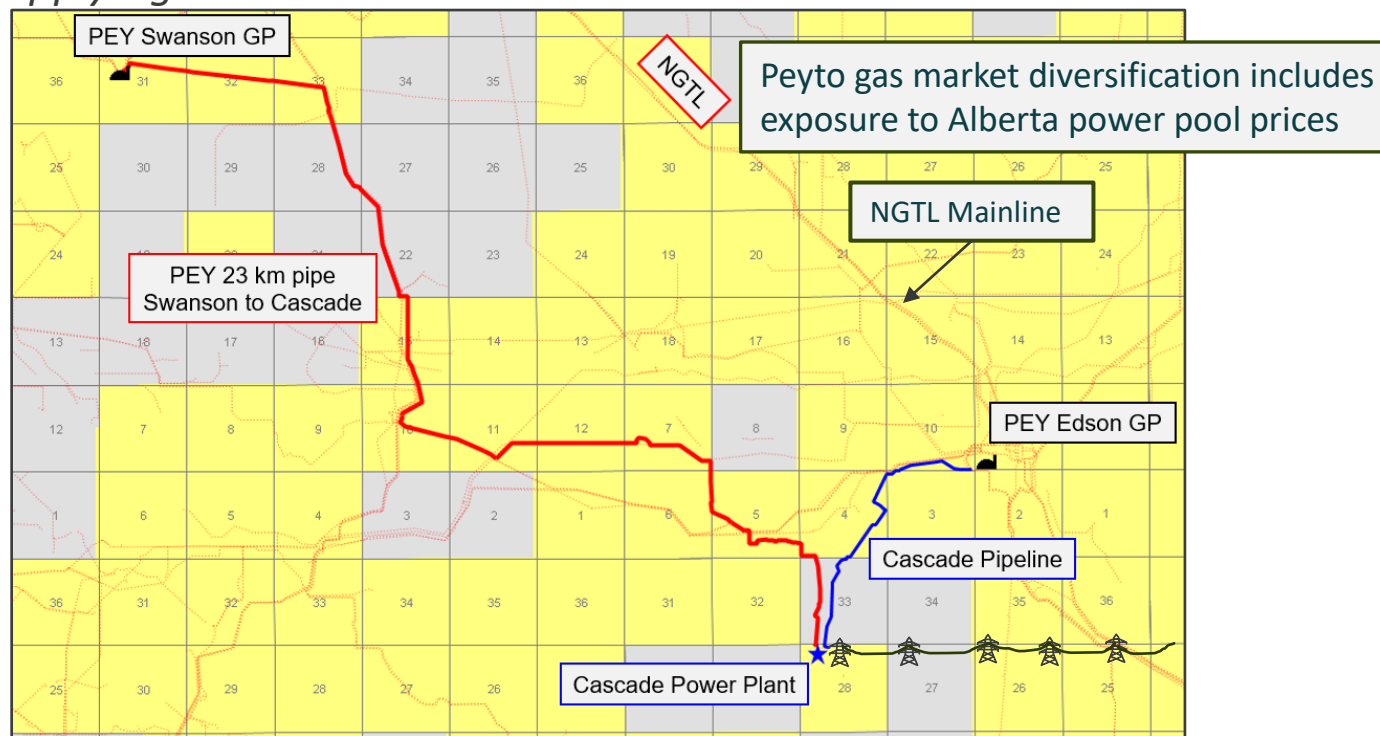 PEY Swanson GP
NGTL
Peyto gas market diversification includes
exposure to Alberta power pool prices
36 31 32 33 34 35 36
25 30 29 28 27 26 25 30 29 28 27 26 25
NGTL Mainline
24 22 23 24 19 20 21 22 23 24
PEY 23 km pipe
Swanson to Cascade
13 18 17 16 15 14 13 18 17 16 15 14 13
12 7 8 9 10 11 12 7 8 9 10
PEY Edson GP
1 6 5 4 3 2 1 6 5 4 3 2 1
Cascade Pipeline
36 31 32 33 34 35 36 31 32 33 34 35 36
Cascade Power Plant
25 30 29 28 27 26 28 27 26 25